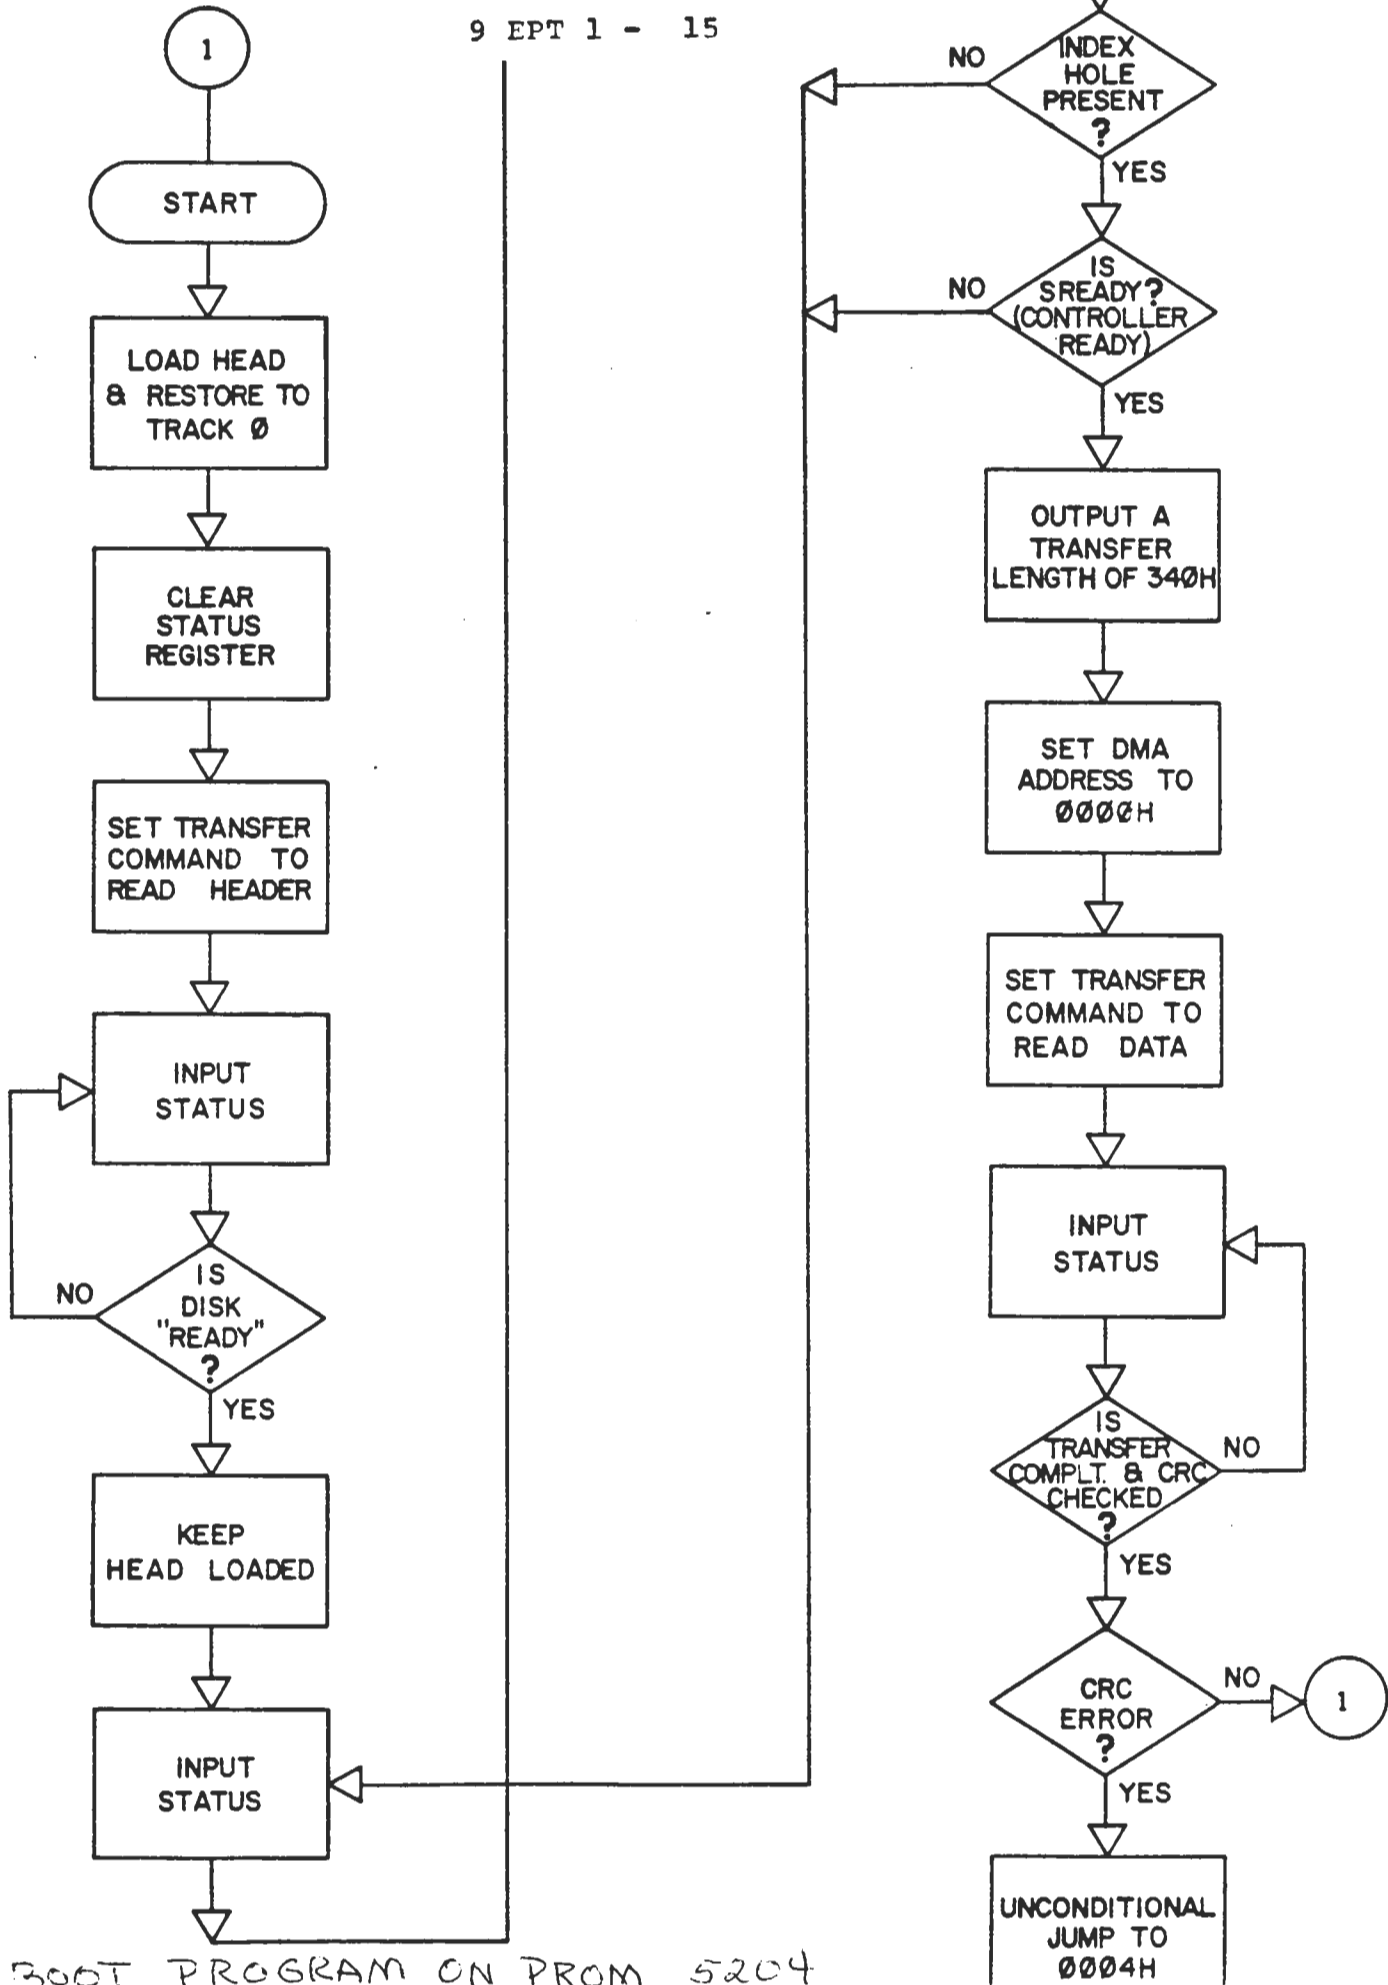 9 EPT 1 - 15
1
START
LOAD HEAD
& RESTORE TO
TRACK Ø
CLEAR
STATUS
REGISTER
SET TRANSFER
COMMAND TO
READ HEADER
INPUT
STATUS
IS
DISK
"READY"
?
NO
YES
KEEP
HEAD LOADED
INPUT
STATUS
INDEX
HOLE
PRESENT
?
NO
YES
IS
SREADY?
(CONTROLLER
READY)
NO
YES
OUTPUT A
TRANSFER
LENGTH OF 34ØH
SET DMA
ADDRESS TO
ØØØØH
SET TRANSFER
COMMAND TO
READ DATA
INPUT
STATUS
IS
TRANSFER
COMPLT. & CRC
CHECKED
?
NO
YES
CRC
ERROR
?
NO
1
YES
UNCONDITIONAL
JUMP TO
ØØØ4H
BOOT PROGRAM ON PROM 5204